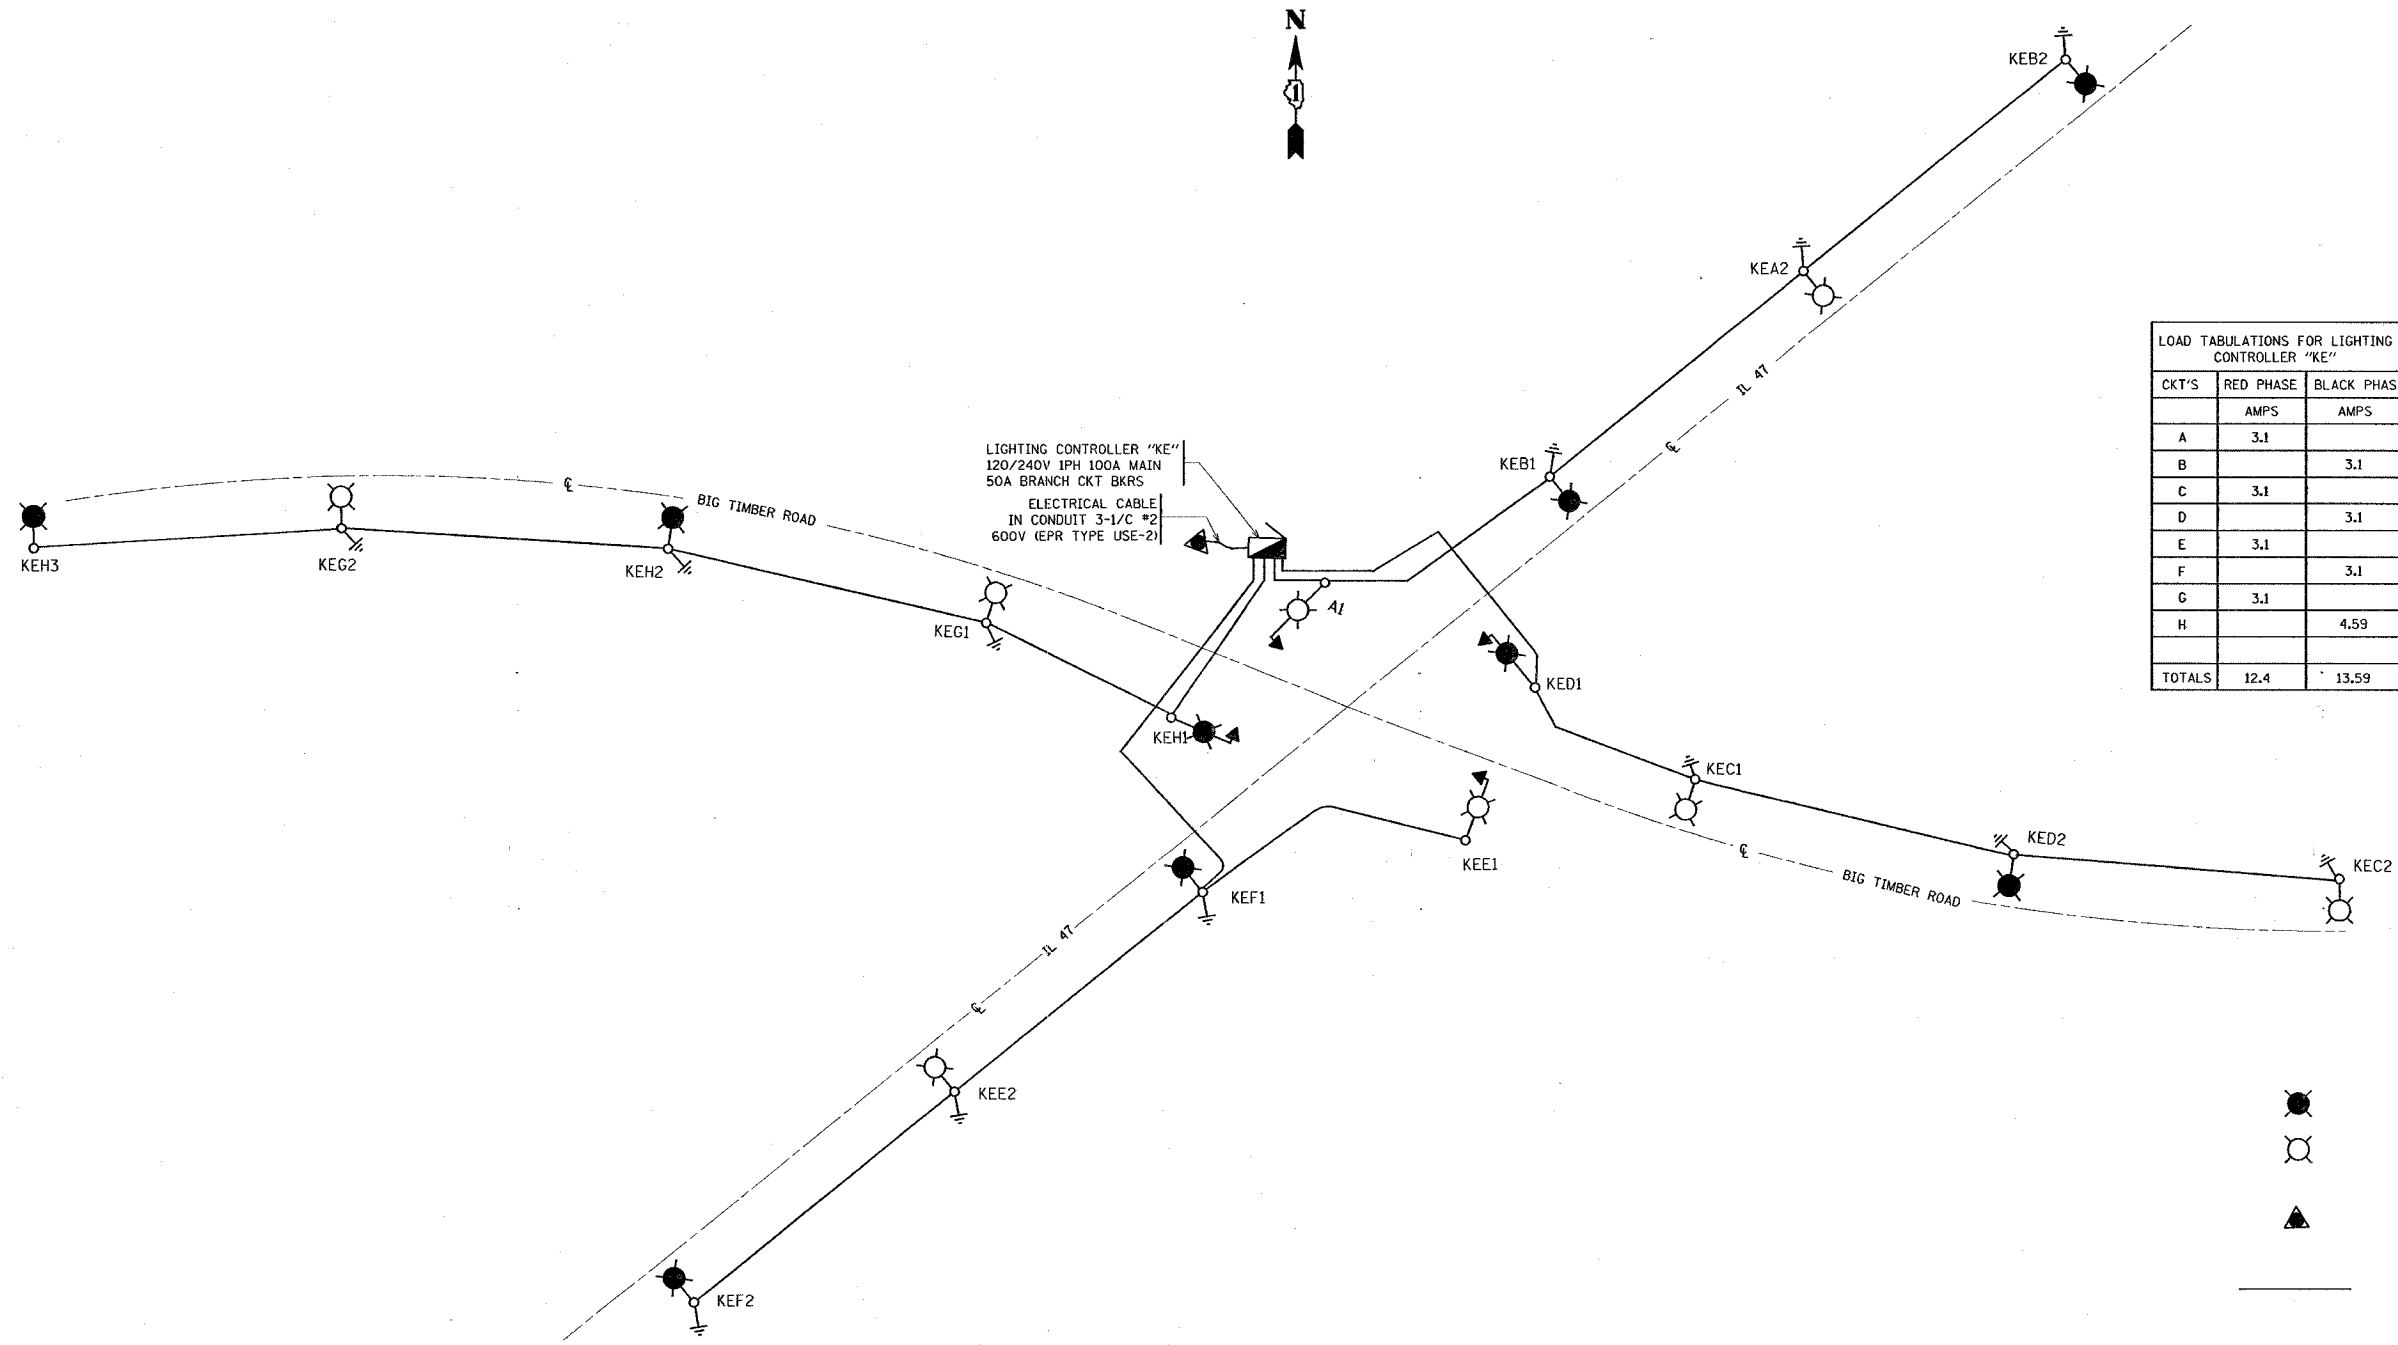 N
1
KEB2
KEA2
IL 47
LOAD TABULATIONS FOR LIGHTING
CONTROLLER "KE"
CKT'S RED PHASE BLACK PHAS
AMPS AMPS
A 3.1
B 3.1
C 3.1
D 3.1
E 3.1
F 3.1
G 3.1
H 4.59
TOTALS 12.4 13.59
LIGHTING CONTROLLER "KE"
120/240V 1PH 100A MAIN
50A BRANCH CKT BKRS
ELECTRICAL CABLE
IN CONDUIT 3-1/C #2
600V (EPR TYPE USE-2)
KEB1
℄
℄
BIG TIMBER ROAD
KEH3
KEG2
KEH2
KEG1
A1
KED1
KEH1
KEC1
KED2
KEC2
KEE1
℄
BIG TIMBER ROAD
KEF1
IL 47
℄
KEE2
KEF2